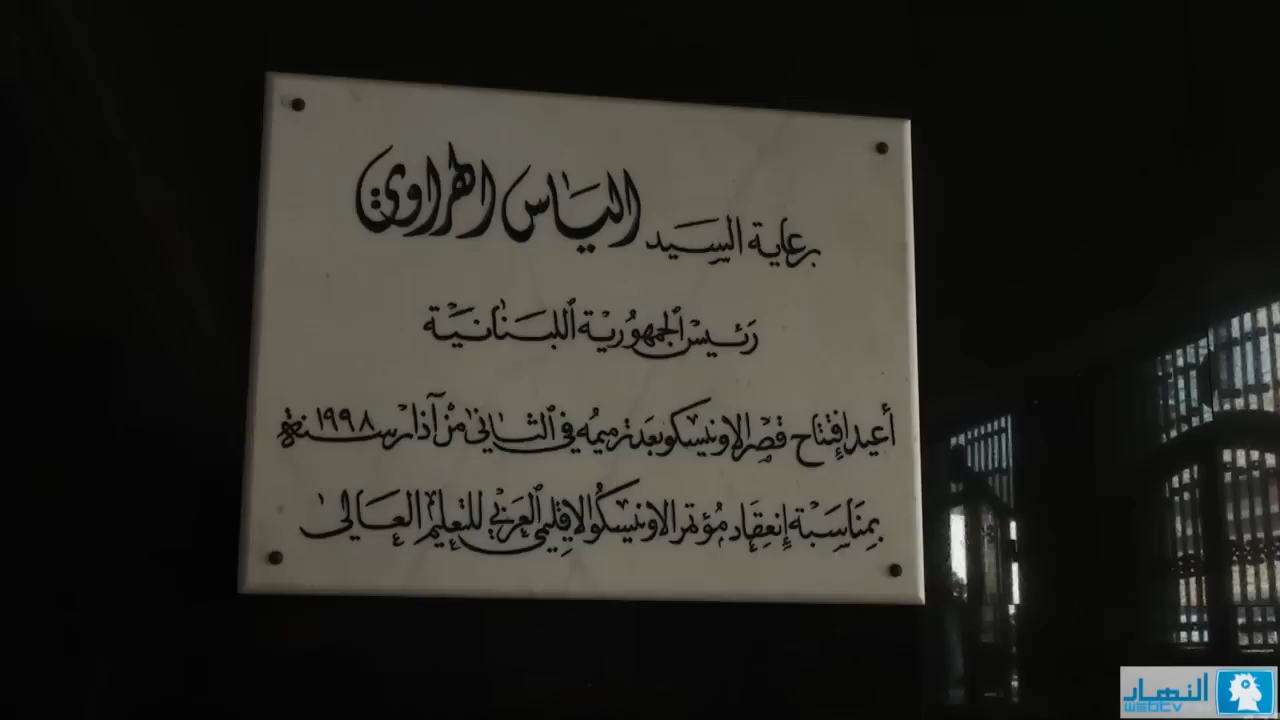 برعاية السيد الياس الهراوي
رئيس الجمهورية اللبنانية
أعيد إفتتاح قصر الاونيسكو بعد ترميمه في الثاني من آذار سنة ١٩٩٨
بمناسبة إنعقاد مؤتمر الاونيسكو الاقليمي العربي للتعليم العالي
النهار
webtv